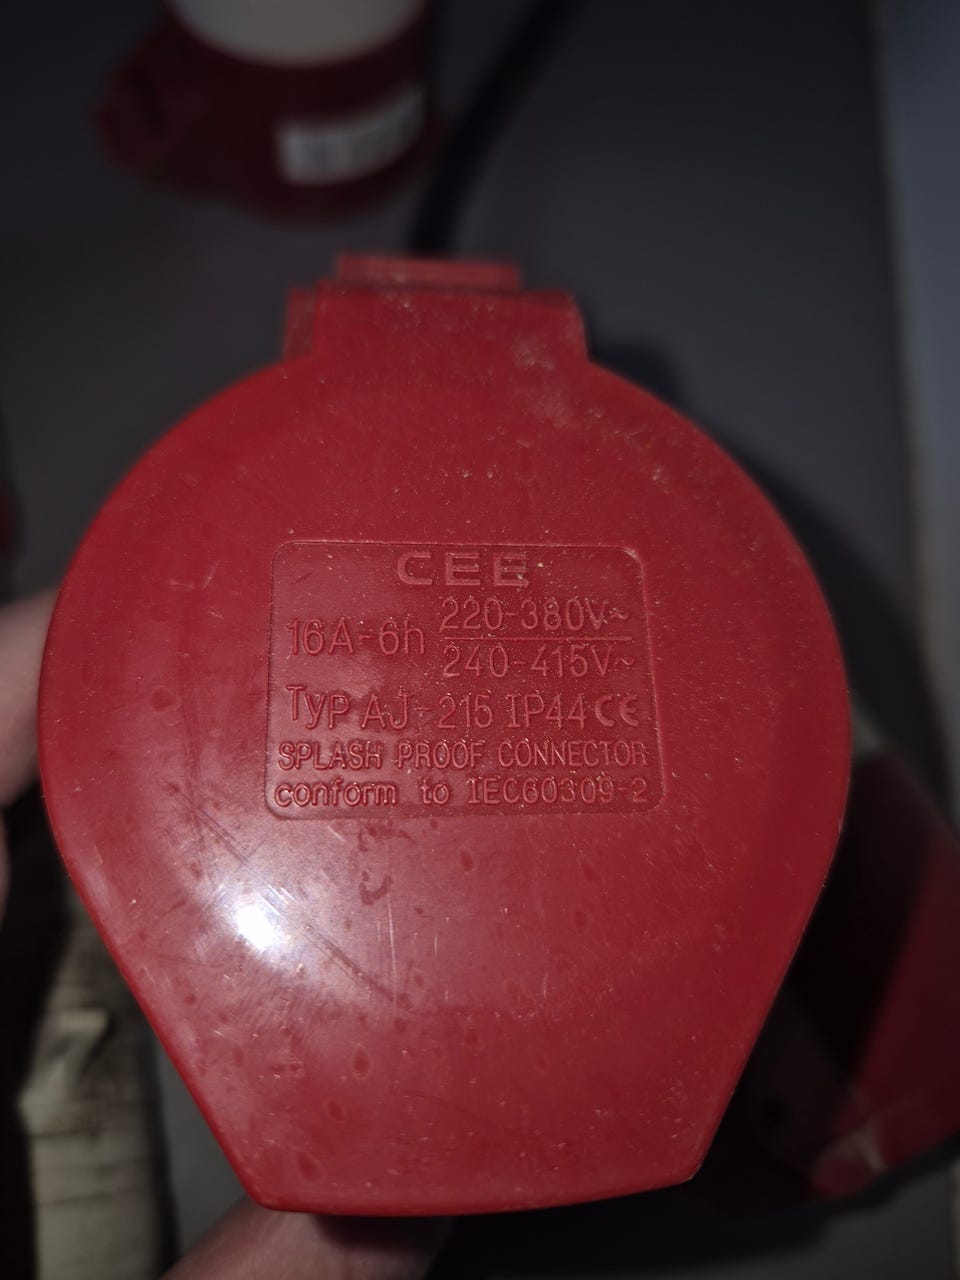 CEE
16A-6h 220-380V~
240-415V~
Typ AJ-215 IP44 CE
SPLASH PROOF CONNECTOR
conform to IEC60309-2